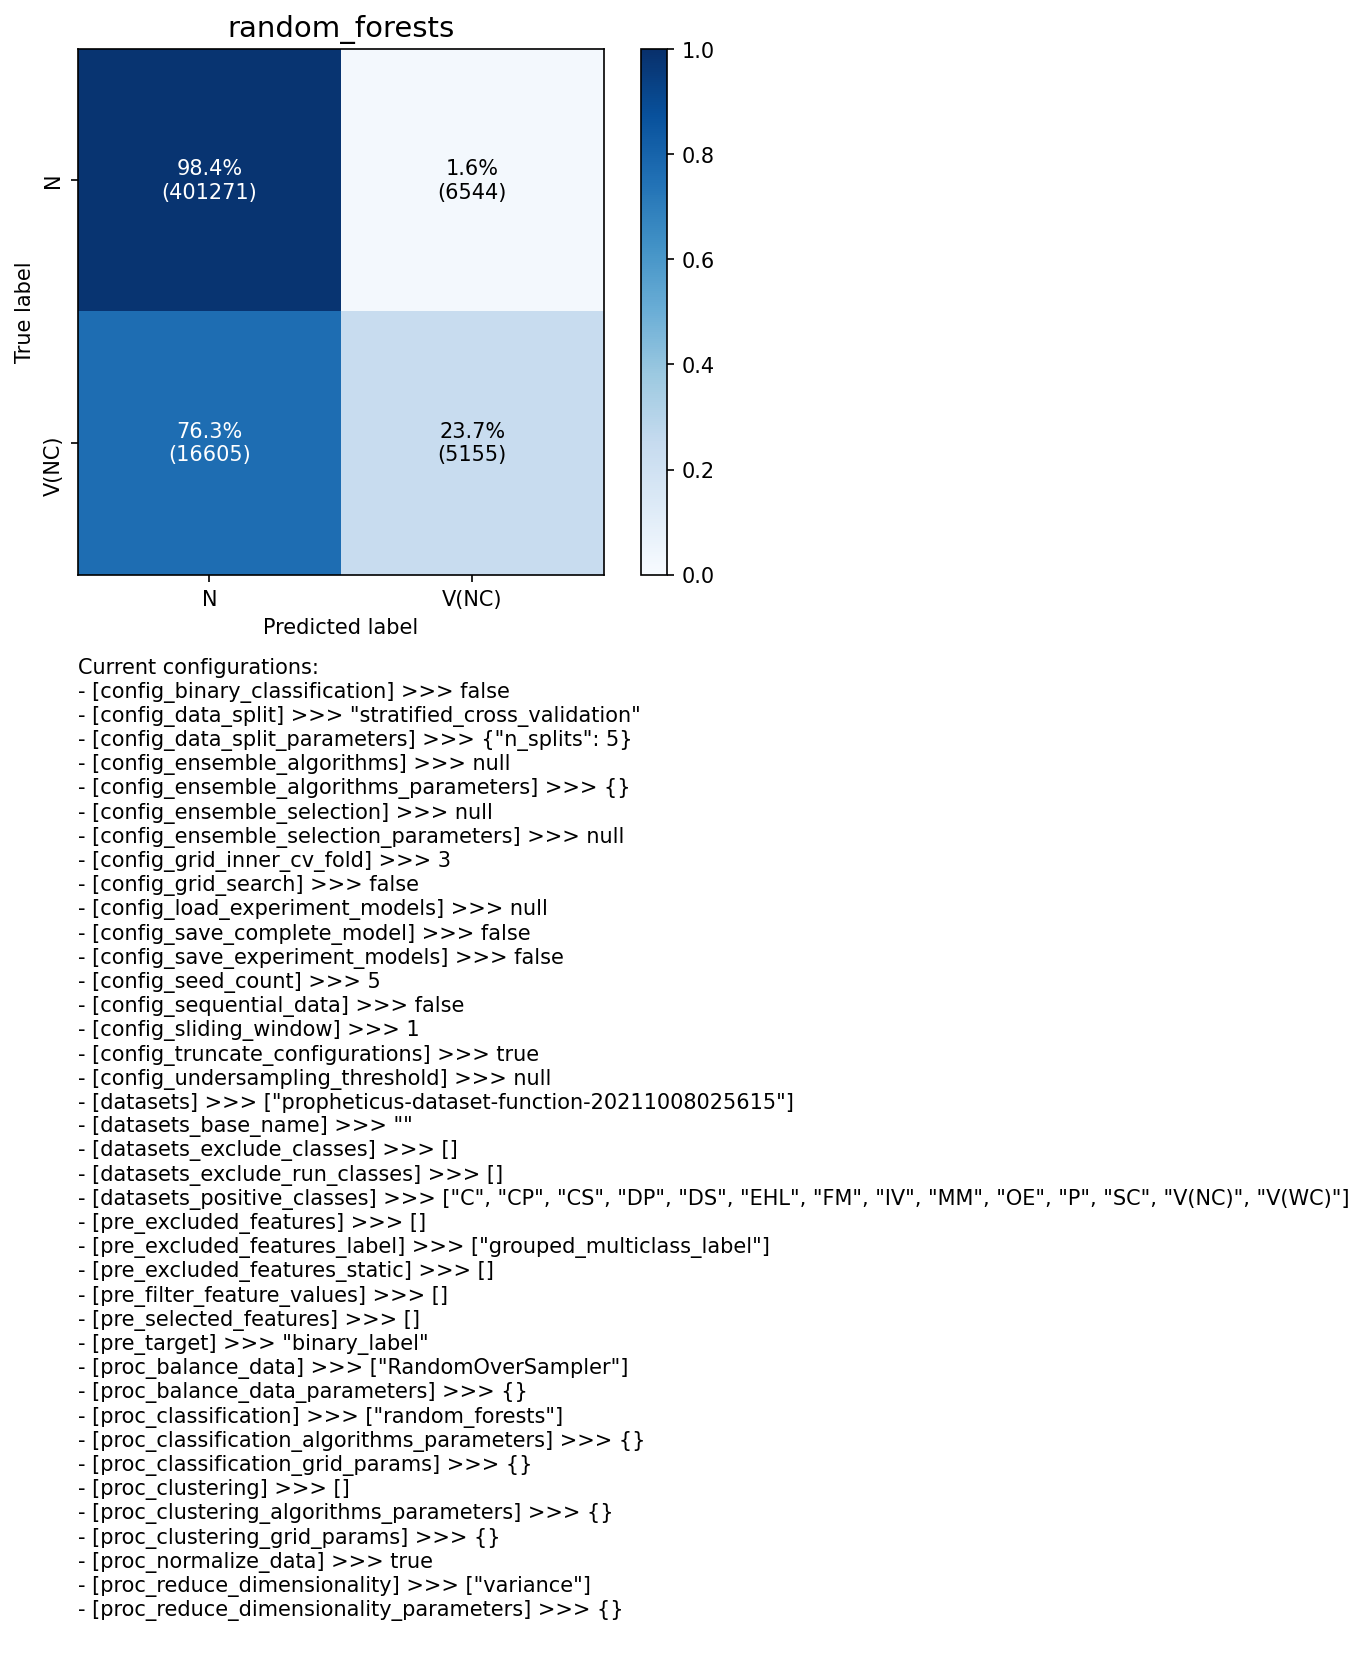 random_forests
98.4%
(401271)
1.6%
(6544)
76.3%
(16605)
23.7%
(5155)
N
V(NC)
True label
N
V(NC)
Predicted label
1.0
0.8
0.6
0.4
0.2
0.0
Current configurations:
- [config_binary_classification] >>> false
- [config_data_split] >>> "stratified_cross_validation"
- [config_data_split_parameters] >>> {"n_splits": 5}
- [config_ensemble_algorithms] >>> null
- [config_ensemble_algorithms_parameters] >>> {}
- [config_ensemble_selection] >>> null
- [config_ensemble_selection_parameters] >>> null
- [config_grid_inner_cv_fold] >>> 3
- [config_grid_search] >>> false
- [config_load_experiment_models] >>> null
- [config_save_complete_model] >>> false
- [config_save_experiment_models] >>> false
- [config_seed_count] >>> 5
- [config_sequential_data] >>> false
- [config_sliding_window] >>> 1
- [config_truncate_configurations] >>> true
- [config_undersampling_threshold] >>> null
- [datasets] >>> ["propheticus-dataset-function-20211008025615"]
- [datasets_base_name] >>> ""
- [datasets_exclude_classes] >>> []
- [datasets_exclude_run_classes] >>> []
- [datasets_positive_classes] >>> ["C", "CP", "CS", "DP", "DS", "EHL", "FM", "IV", "MM", "OE", "P", "SC", "V(NC)", "V(WC)"]
- [pre_excluded_features] >>> []
- [pre_excluded_features_label] >>> ["grouped_multiclass_label"]
- [pre_excluded_features_static] >>> []
- [pre_filter_feature_values] >>> []
- [pre_selected_features] >>> []
- [pre_target] >>> "binary_label"
- [proc_balance_data] >>> ["RandomOverSampler"]
- [proc_balance_data_parameters] >>> {}
- [proc_classification] >>> ["random_forests"]
- [proc_classification_algorithms_parameters] >>> {}
- [proc_classification_grid_params] >>> {}
- [proc_clustering] >>> []
- [proc_clustering_algorithms_parameters] >>> {}
- [proc_clustering_grid_params] >>> {}
- [proc_normalize_data] >>> true
- [proc_reduce_dimensionality] >>> ["variance"]
- [proc_reduce_dimensionality_parameters] >>> {}